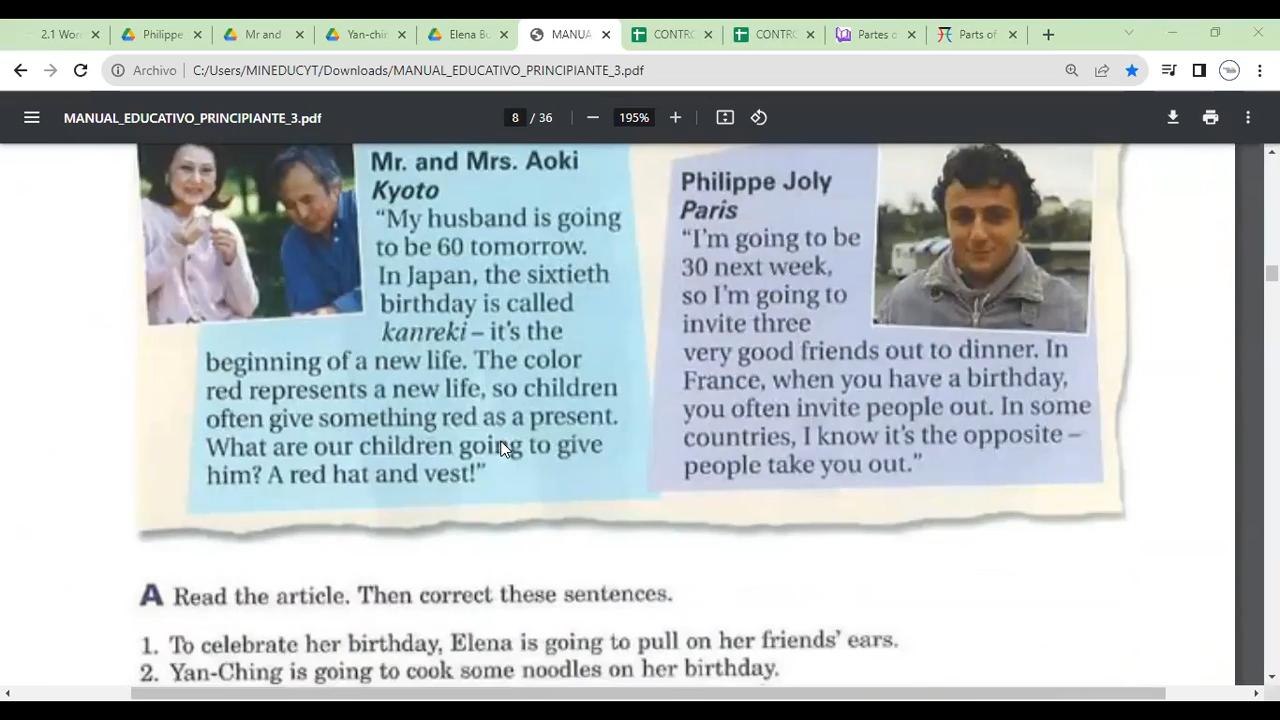 2.1 Wor
Philippe
Mr and
Yan-chin
Elena Bu
MANUA
CONTRO
CONTRO
Partes o
Parts of
Archivo
C:/Users/MINEDUCYT/Downloads/MANUAL_EDUCATIVO_PRINCIPIANTE_3.pdf
MANUAL_EDUCATIVO_PRINCIPIANTE_3.pdf
8 / 36
195%
Mr. and Mrs. Aoki
Kyoto
“My husband is going
to be 60 tomorrow.
In Japan, the sixtieth
birthday is called
kanreki – it's the
beginning of a new life. The color
red represents a new life, so children
often give something red as a present.
What are our children going to give
him? A red hat and vest!”
Philippe Joly
Paris
“I'm going to be
30 next week,
so I'm going to
invite three
very good friends out to dinner. In
France, when you have a birthday,
you often invite people out. In some
countries, I know it's the opposite –
people take you out.”
A Read the article. Then correct these sentences.
1. To celebrate her birthday, Elena is going to pull on her friends' ears.
2. Yan-Ching is going to cook some noodles on her birthday.